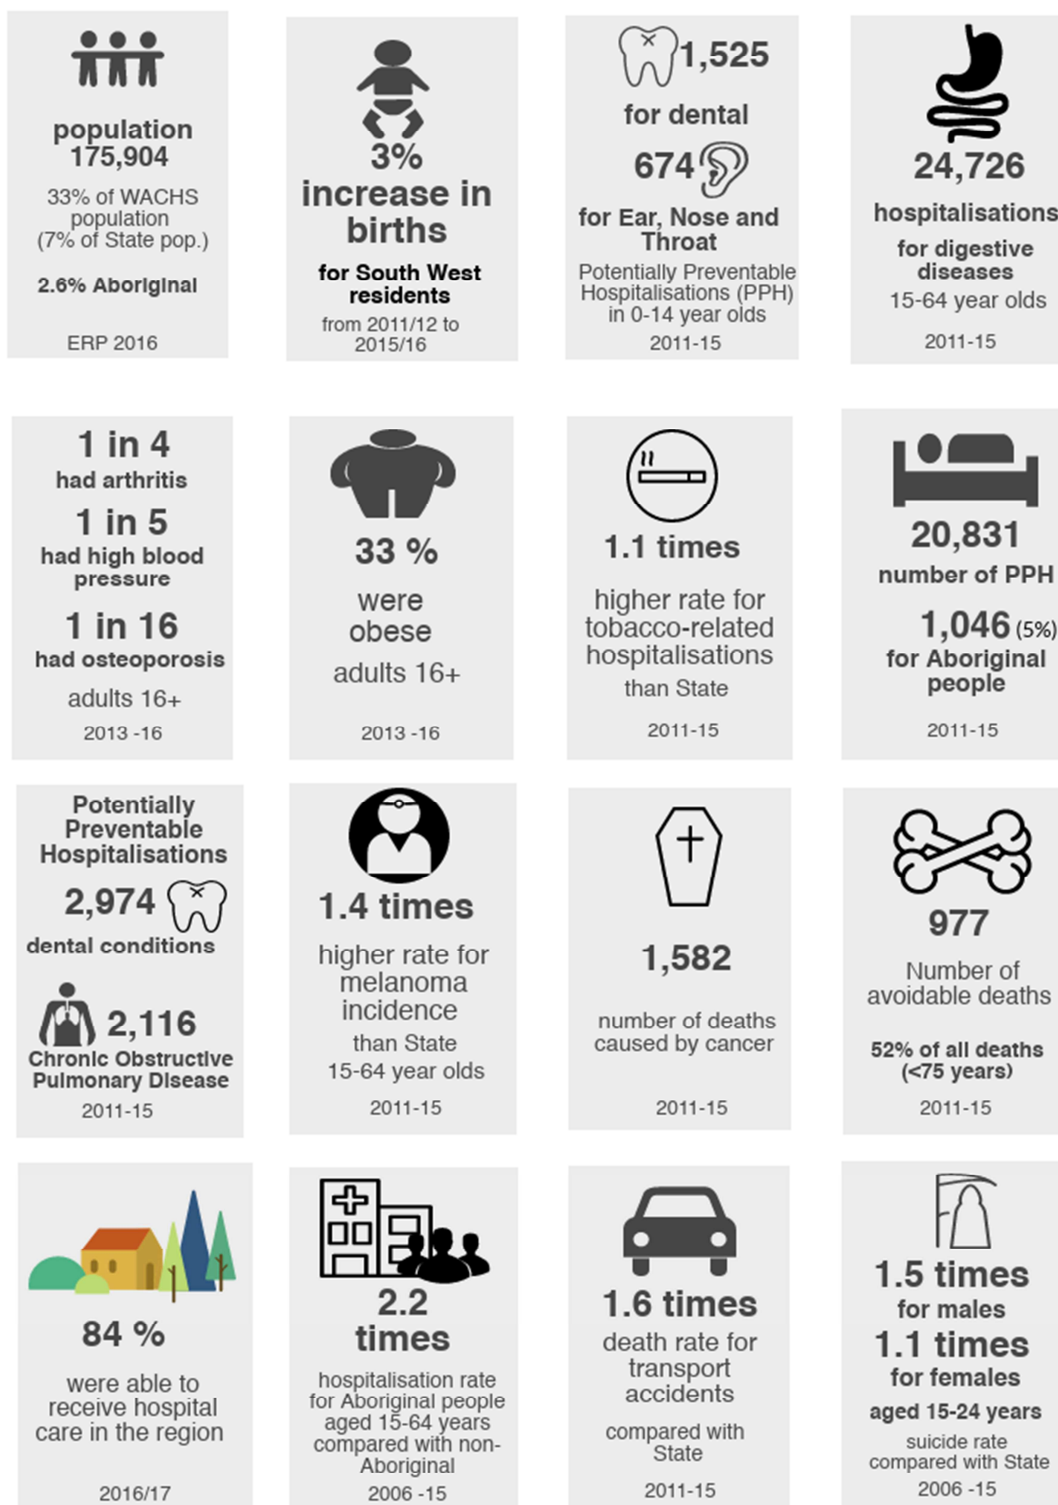 population
175,904
33% of WACHS
population
(7% of State pop.)
2.6% Aboriginal
ERP 2016
3%
increase in
births
for South West
residents
from 2011/12 to
2015/16
1,525
for dental
674
for Ear, Nose and
Throat
Potentially Preventable
Hospitalisations (PPH)
in 0-14 year olds
2011-15
24,726
hospitalisations
for digestive
diseases
15-64 year olds
2011-15
1 in 4
had arthritis
1 in 5
had high blood
pressure
1 in 16
had osteoporosis
adults 16+
2013 -16
33 %
were
obese
adults 16+
2013 -16
1.1 times
higher rate for
tobacco-related
hospitalisations
than State
2011-15
20,831
number of PPH
1,046 (5%)
for Aboriginal
people
2011-15
Potentially
Preventable
Hospitalisations
2,974
dental conditions
2,116
Chronic Obstructive
Pulmonary Disease
2011-15
1.4 times
higher rate for
melanoma
incidence
than State
15-64 year olds
2011-15
1,582
number of deaths
caused by cancer
2011-15
977
Number of
avoidable deaths
52% of all deaths
(<75 years)
2011-15
84 %
were able to
receive hospital
care in the region
2016/17
2.2
times
hospitalisation rate
for Aboriginal people
aged 15-64 years
compared with non-
Aboriginal
2006 -15
1.6 times
death rate for
transport
accidents
compared with
State
2011-15
1.5 times
for males
1.1 times
for females
aged 15-24 years
suicide rate
compared with State
2006 -15